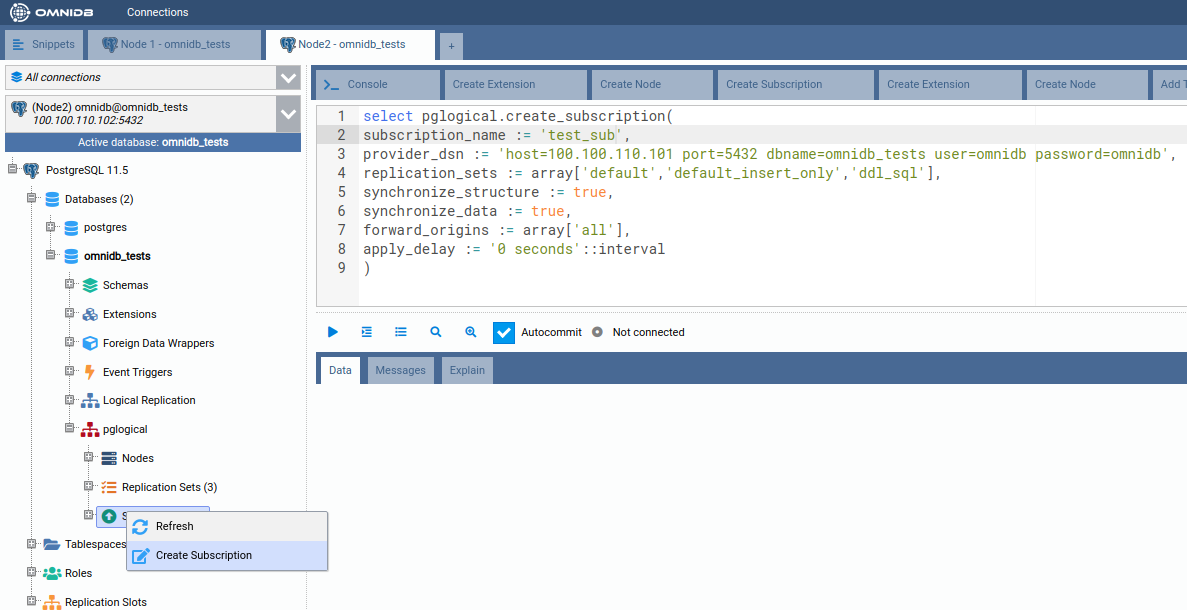 OMNIDB
Connections
Snippets
Node 1 - omnidb_tests
Node2 - omnidb_tests
+
All connections
(Node2) omnidb@omnidb_tests
100.100.110.102:5432
Active database: omnidb_tests
PostgreSQL 11.5
Databases (2)
postgres
omnidb_tests
Schemas
Extensions
Foreign Data Wrappers
Event Triggers
Logical Replication
pglogical
Nodes
Replication Sets (3)
S
Refresh
Create Subscription
Tablespaces
Roles
Replication Slots
Console
Create Extension
Create Node
Create Subscription
Create Extension
Create Node
Add T
1 select pglogical.create_subscription(
2 subscription_name := 'test_sub',
3 provider_dsn := 'host=100.100.110.101 port=5432 dbname=omnidb_tests user=omnidb password=omnidb',
4 replication_sets := array['default','default_insert_only','ddl_sql'],
5 synchronize_structure := true,
6 synchronize_data := true,
7 forward_origins := array['all'],
8 apply_delay := '0 seconds'::interval
9 )
Autocommit
Not connected
Data
Messages
Explain